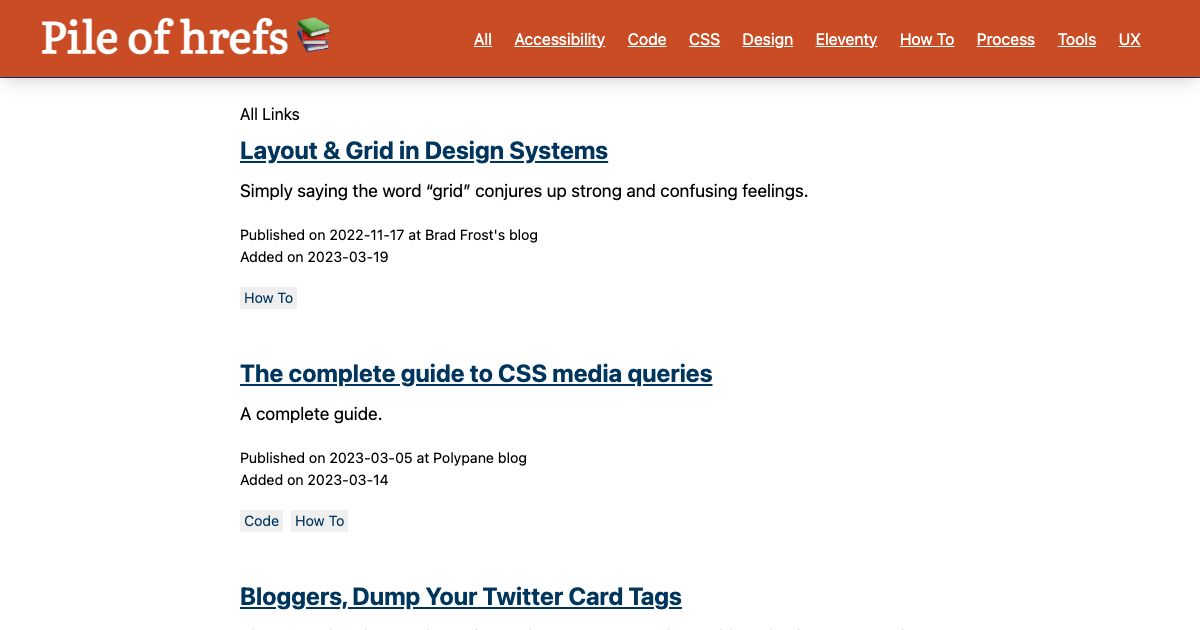 Pile of hrefs
All Accessibility Code CSS Design Eleventy How To Process Tools UX
All Links
Layout & Grid in Design Systems
Simply saying the word “grid” conjures up strong and confusing feelings.
Published on 2022-11-17 at Brad Frost's blog
Added on 2023-03-19
How To
The complete guide to CSS media queries
A complete guide.
Published on 2023-03-05 at Polypane blog
Added on 2023-03-14
Code How To
Bloggers, Dump Your Twitter Card Tags